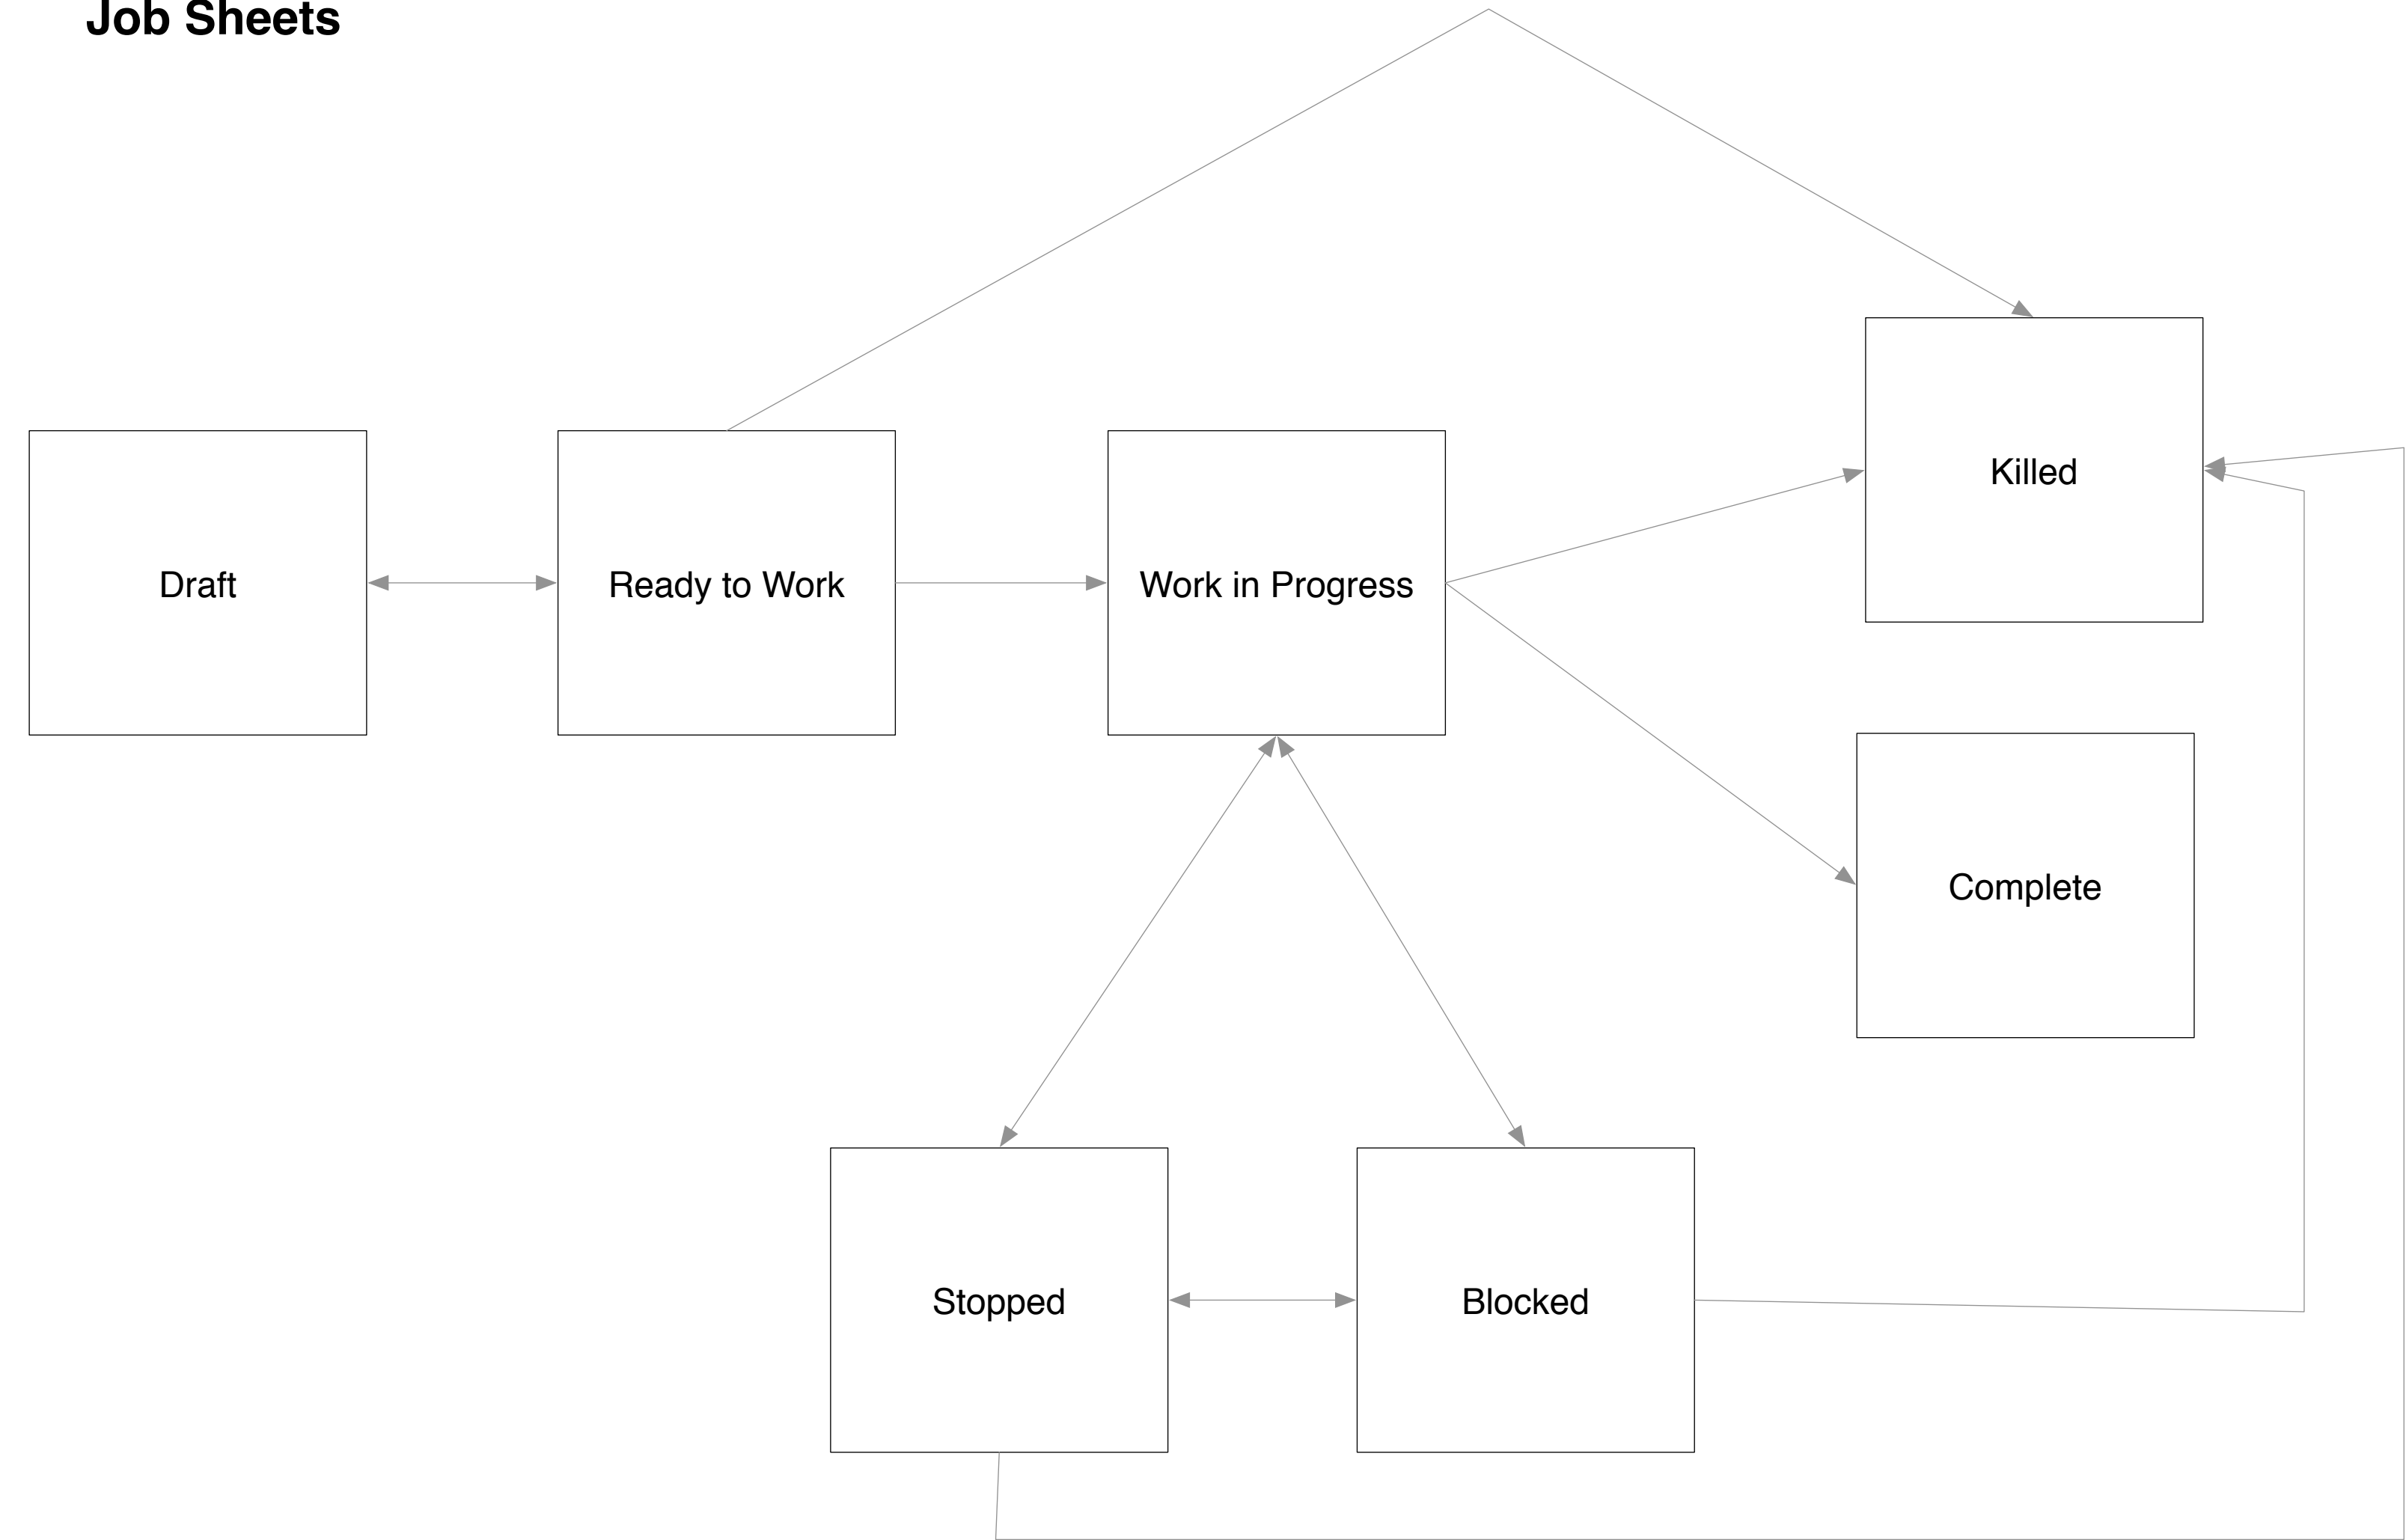 Job Sheets
Killed
Draft
Ready to Work
Work in Progress
Complete
Stopped
Blocked